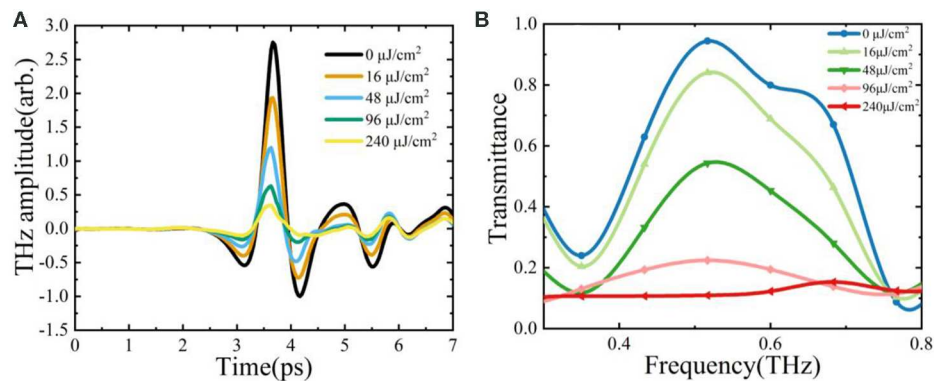 A
THz amplitude(arb.)
3.0
2.5
2.0
1.5
1.0
0.5
0.0
-0.5
-1.0
-1.5
0 μJ/cm²
16 μJ/cm²
48 μJ/cm²
96 μJ/cm²
240 μJ/cm²
0 1 2 3 4 5 6 7
Time(ps)
B
Transmittance
1.0
0.8
0.6
0.4
0.2
0.0
0 μJ/cm²
16μJ/cm²
48μJ/cm²
96μJ/cm²
240μJ/cm²
0.4 0.6 0.8
Frequency(THz)